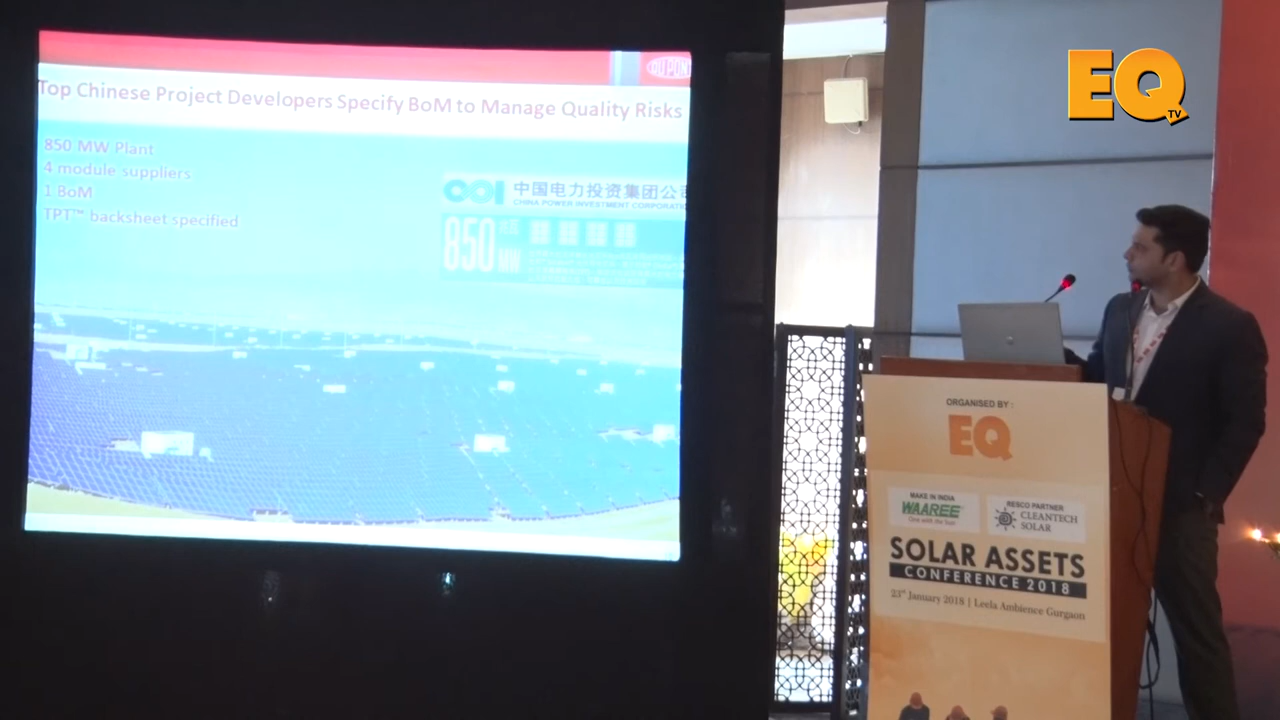 DUPONT
Top Chinese Project Developers Specify BoM to Manage Quality Risks
850 MW Plant
4 module suppliers
1 BoM
TPT™ backsheet specified
中国电力投资集团公司
CHINA POWER INVESTMENT CORPORATION
850
MW
EQ
TV
ORGANISED BY :
EQ
MAKE IN INDIA
WAAREE
One with the Sun
RESCO PARTNER
CLEANTECH
SOLAR
SOLAR ASSETS
CONFERENCE 2018
23rd January 2018 | Leela Ambience Gurgaon